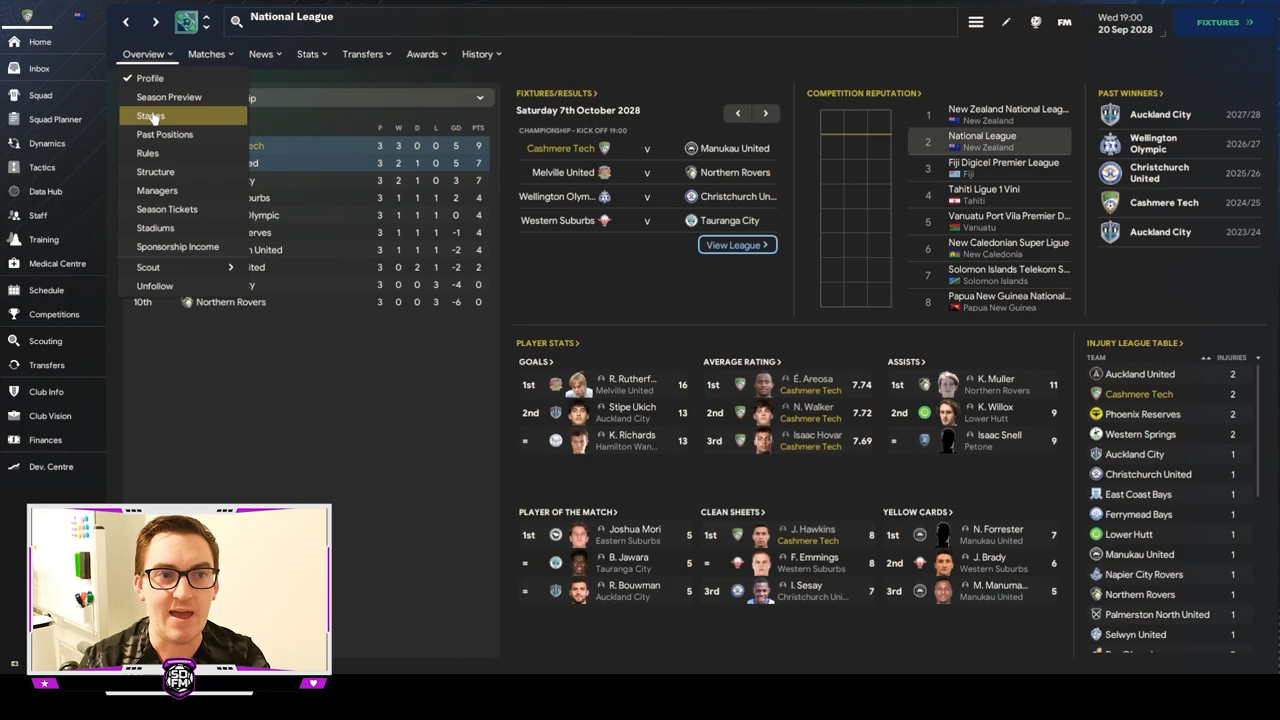 National League
Wed 19:00
20 Sep 2028
FM
FIXTURES
Home
Inbox
Squad
Squad Planner
Dynamics
Tactics
Data Hub
Staff
Training
Medical Centre
Schedule
Competitions
Scouting
Transfers
Club Info
Club Vision
Finances
Dev. Centre
Overview Matches News Stats Transfers Awards History
Profile
Season Preview
Past Positions
Rules
Structure
Managers
Season Tickets
Stadiums
Sponsorship Income
Scout
Unfollow
ip
P W D L GD PTS
ech 3 3 0 0 5 9
ed 3 2 1 0 5 7
y 3 2 1 0 3 7
urbs 3 1 1 1 2 4
Olympic 3 1 1 1 0 4
erves 3 1 1 1 -1 4
n United 3 1 1 1 -2 4
ited 3 0 2 1 -2 2
y 3 0 0 3 -4 0
10th Northern Rovers 3 0 0 3 -6 0
FIXTURES/RESULTS
Saturday 7th October 2028
CHAMPIONSHIP - KICK OFF 19:00
Cashmere Tech v Manukau United
Melville United v Northern Rovers
Wellington Olym... v Christchurch Un...
Western Suburbs v Tauranga City
View League
COMPETITION REPUTATION
1 New Zealand National Leag...
New Zealand
2 National League
New Zealand
3 Fiji Digicel Premier League
Fiji
4 Tahiti Ligue 1 Vini
Tahiti
5 Vanuatu Port Vila Premier D...
Vanuatu
6 New Caledonian Super Ligue
New Caledonia
7 Solomon Islands Telekom S...
Solomon Islands
8 Papua New Guinea National...
Papua New Guinea
PAST WINNERS
Auckland City 2027/28
Wellington
Olympic 2026/27
Christchurch
United 2025/26
Cashmere Tech 2024/25
Auckland City 2023/24
PLAYER STATS
GOALS
1st R. Rutherf... 16
Melville United
2nd Stipe Ukich 13
Auckland City
= K. Richards 13
Hamilton Wan...
AVERAGE RATING
1st É. Areosa 7.74
Cashmere Tech
2nd N. Walker 7.72
Cashmere Tech
3rd Isaac Hovar 7.69
Cashmere Tech
ASSISTS
1st K. Muller 11
Northern Rovers
2nd K. Willox 9
Lower Hutt
= Isaac Snell 9
Petone
PLAYER OF THE MATCH
1st Joshua Mori 5
Eastern Suburbs
= B. Jawara 5
Tauranga City
= R. Bouwman 5
Auckland City
CLEAN SHEETS
1st J. Hawkins 8
Cashmere Tech
= F. Emmings 8
Western Suburbs
3rd I. Sesay 7
Christchurch Uni...
YELLOW CARDS
1st N. Forrester 7
Manukau United
2nd J. Brady 6
Western Suburbs
3rd M. Manuma... 5
Manukau United
INJURY LEAGUE TABLE
TEAM INJURIES
Auckland United 2
Cashmere Tech 2
Phoenix Reserves 2
Western Springs 2
Auckland City 1
Christchurch United 1
East Coast Bays 1
Ferrymead Bays 1
Lower Hutt 1
Manukau United 1
Napier City Rovers 1
Northern Rovers 1
Palmerston North United 1
Selwyn United 1
SD
FM